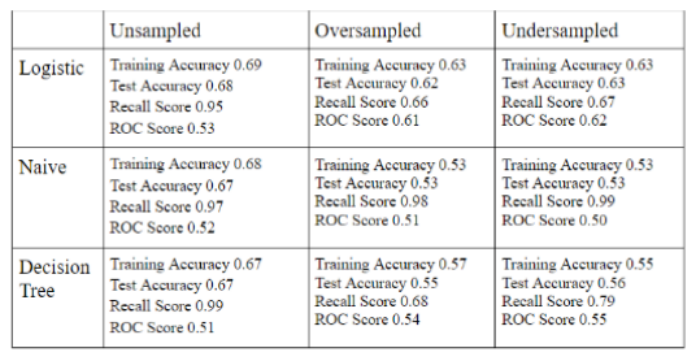 Unsampled Oversampled Undersampled
Logistic
Training Accuracy 0.69
Test Accuracy 0.68
Recall Score 0.95
ROC Score 0.53
Training Accuracy 0.63
Test Accuracy 0.62
Recall Score 0.66
ROC Score 0.61
Training Accuracy 0.63
Test Accuracy 0.63
Recall Score 0.67
ROC Score 0.62
Naive
Training Accuracy 0.68
Test Accuracy 0.67
Recall Score 0.97
ROC Score 0.52
Training Accuracy 0.53
Test Accuracy 0.53
Recall Score 0.98
ROC Score 0.51
Training Accuracy 0.53
Test Accuracy 0.53
Recall Score 0.99
ROC Score 0.50
Decision
Tree
Training Accuracy 0.67
Test Accuracy 0.67
Recall Score 0.99
ROC Score 0.51
Training Accuracy 0.57
Test Accuracy 0.55
Recall Score 0.68
ROC Score 0.54
Training Accuracy 0.55
Test Accuracy 0.56
Recall Score 0.79
ROC Score 0.55